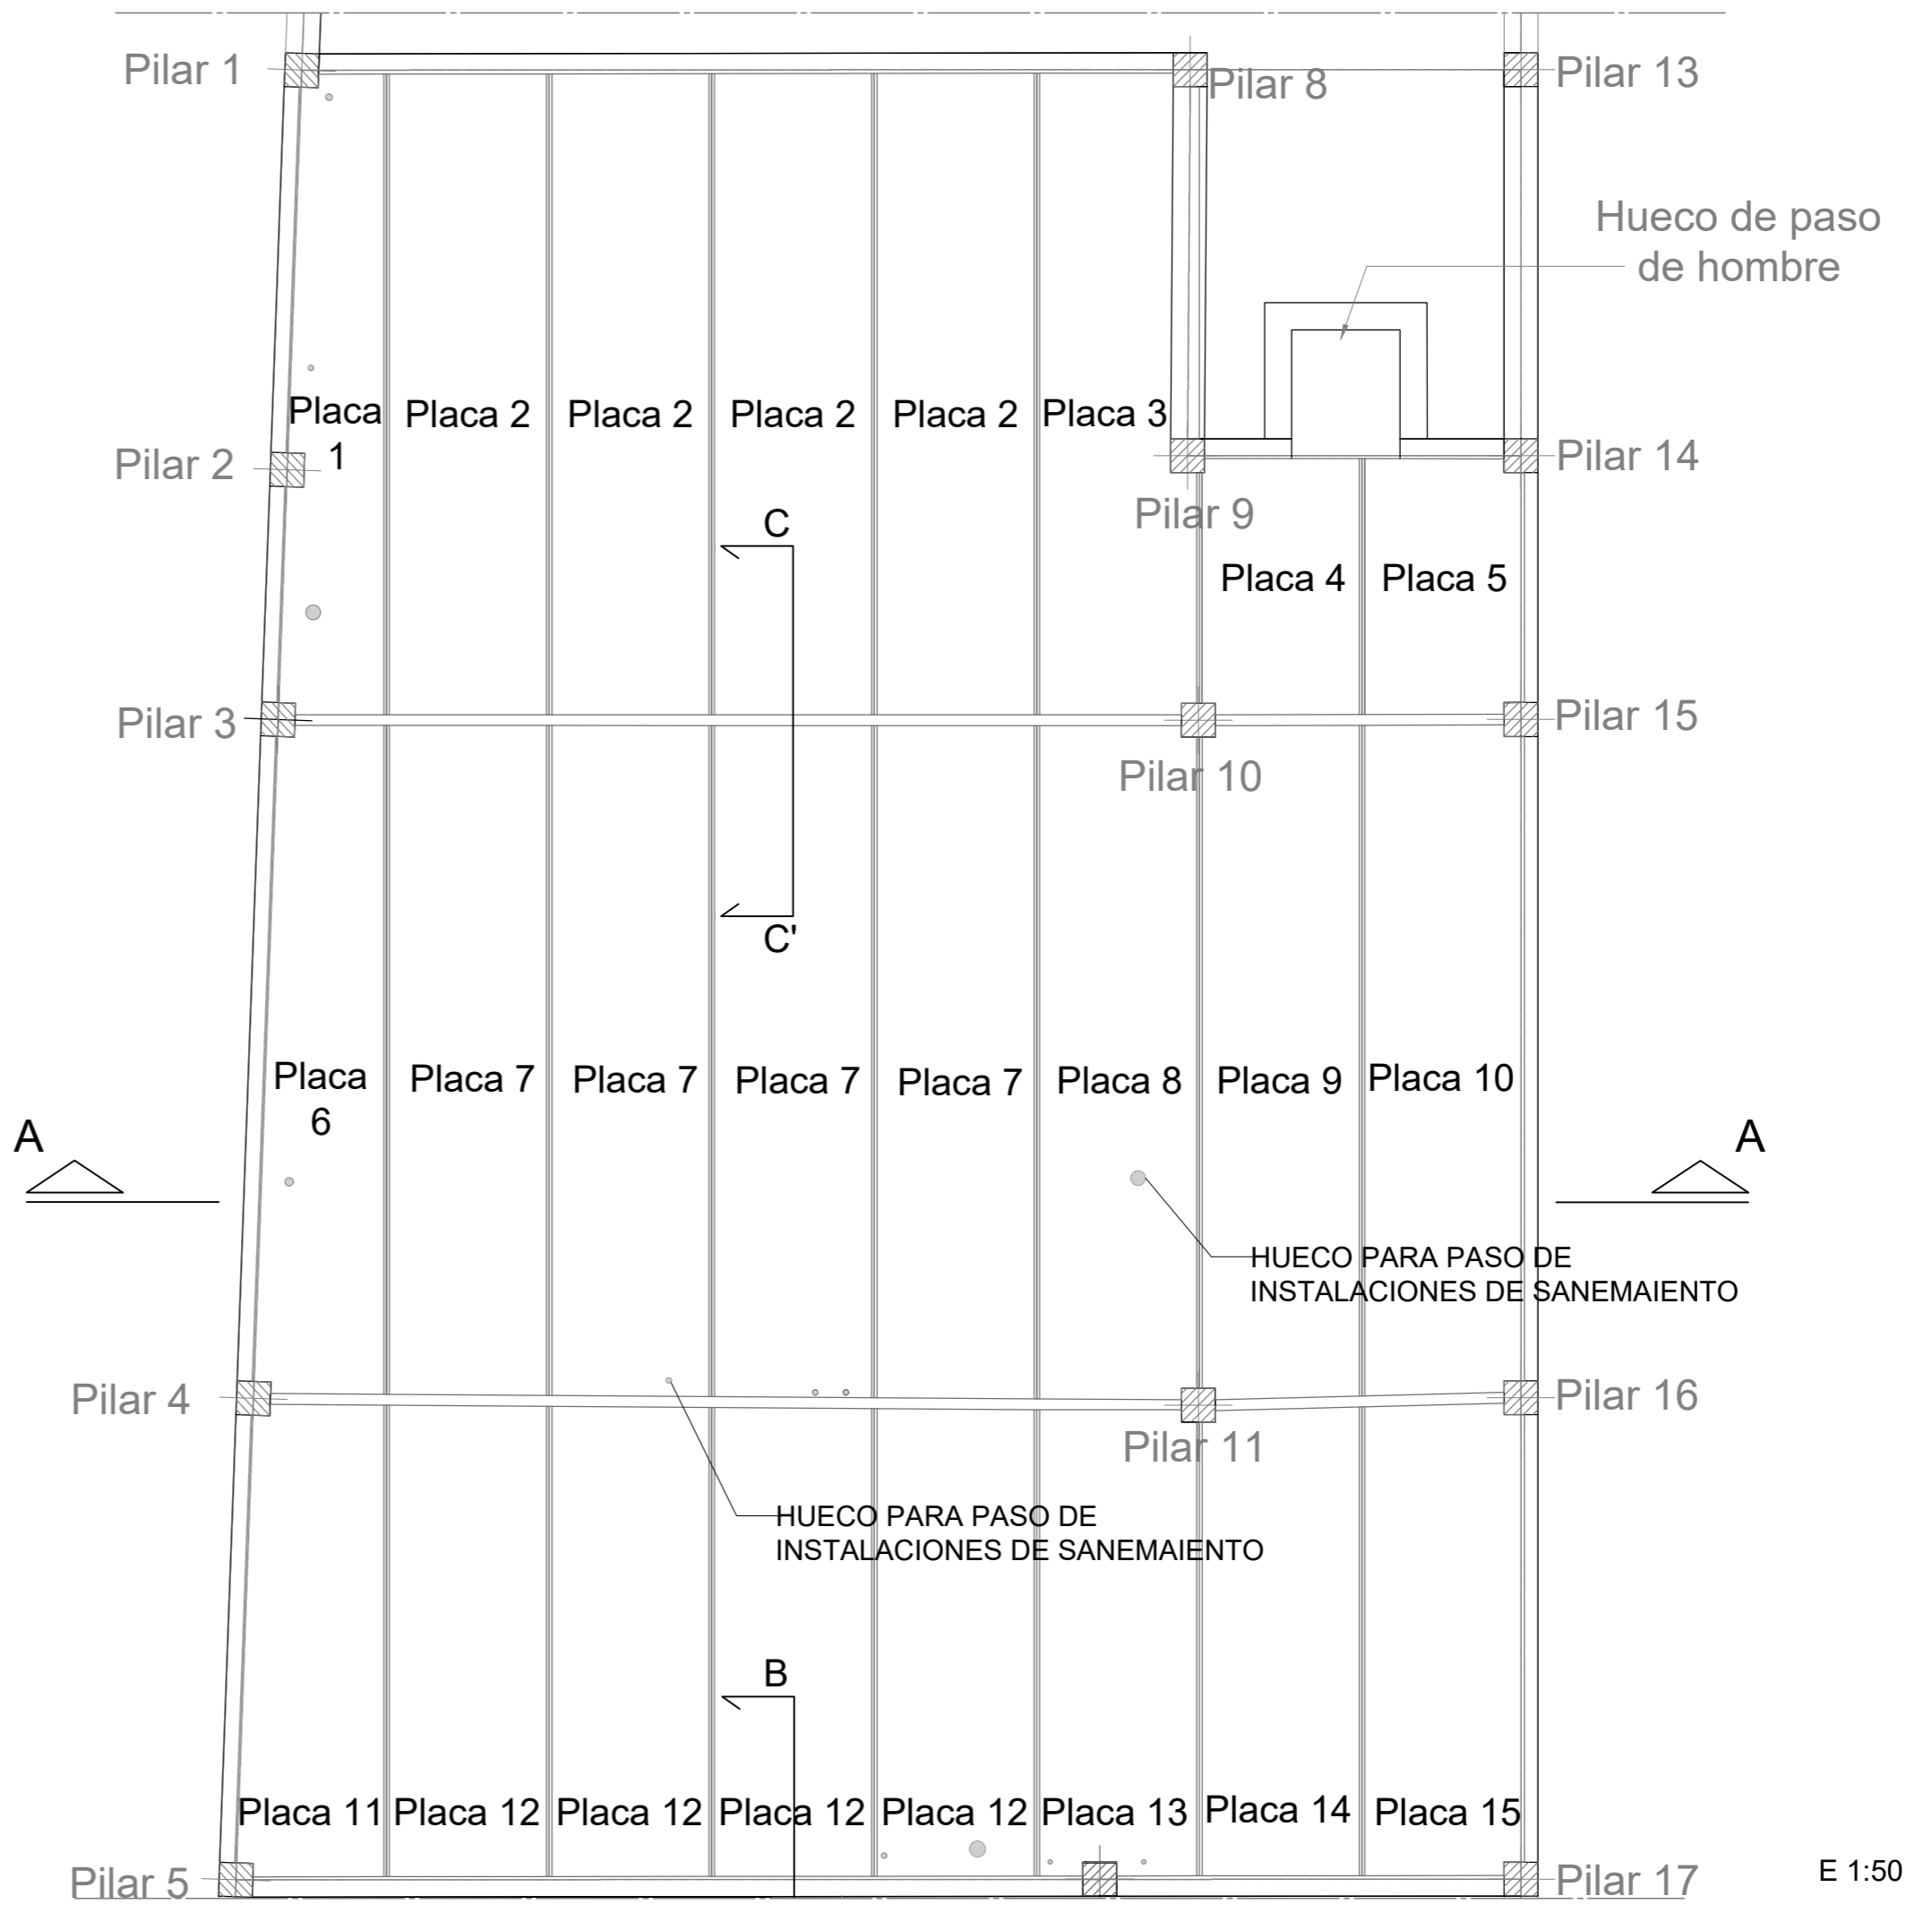 Pilar 1
Pilar 8
Pilar 13
Hueco de paso
de hombre
Placa
1
Placa 2
Placa 2
Placa 2
Placa 2
Placa 3
Pilar 2
Pilar 14
Pilar 9
C
Placa 4
Placa 5
Pilar 3
Pilar 15
Pilar 10
C'
Placa
6
Placa 7
Placa 7
Placa 7
Placa 7
Placa 8
Placa 9
Placa 10
A
A
HUECO PARA PASO DE
INSTALACIONES DE SANEMAIENTO
Pilar 4
Pilar 16
Pilar 11
HUECO PARA PASO DE
INSTALACIONES DE SANEMAIENTO
B
Placa 11
Placa 12
Placa 12
Placa 12
Placa 12
Placa 13
Placa 14
Placa 15
Pilar 5
Pilar 17
E 1:50